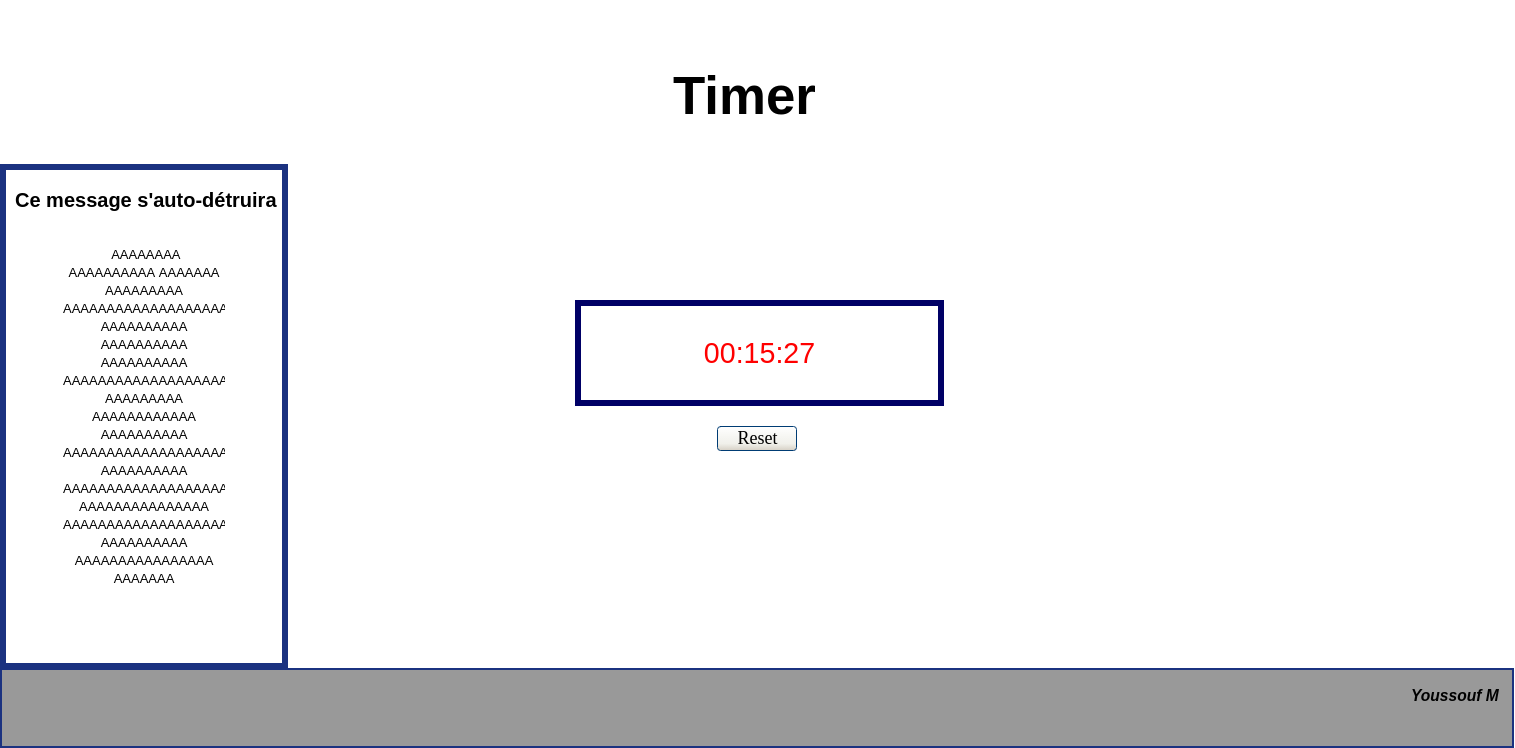 Timer
Ce message s'auto-détruira
AAAAAAAA
AAAAAAAAAA AAAAAAA
AAAAAAAAA
AAAAAAAAAAAAAAAAAAA
AAAAAAAAAA
AAAAAAAAAA
AAAAAAAAAA
AAAAAAAAAAAAAAAAAAA
AAAAAAAAA
AAAAAAAAAAAA
AAAAAAAAAA
AAAAAAAAAAAAAAAAAAA
AAAAAAAAAA
AAAAAAAAAAAAAAAAAAA
AAAAAAAAAAAAAAA
AAAAAAAAAAAAAAAAAAA
AAAAAAAAAA
AAAAAAAAAAAAAAAA
AAAAAAA
00:15:27
Reset
Youssouf M